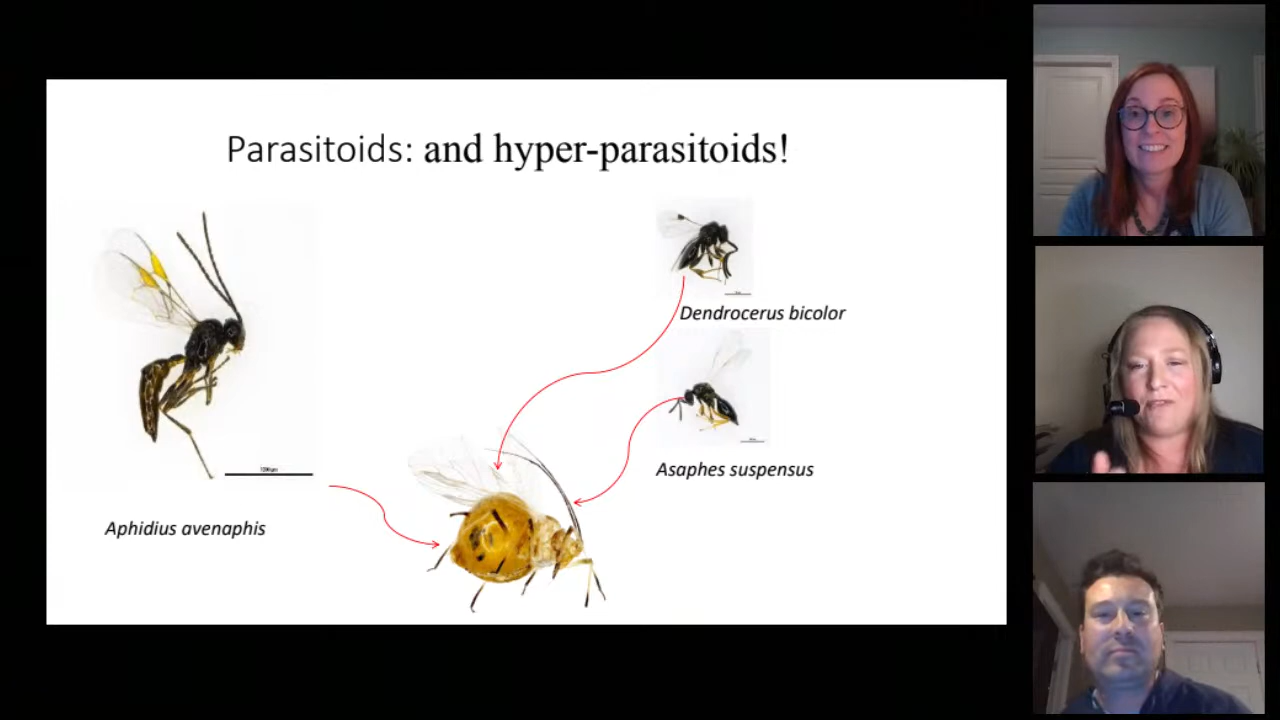 Parasitoids: and hyper-parasitoids!
Dendrocerus bicolor
Asaphes suspensus
Aphidius avenaphis